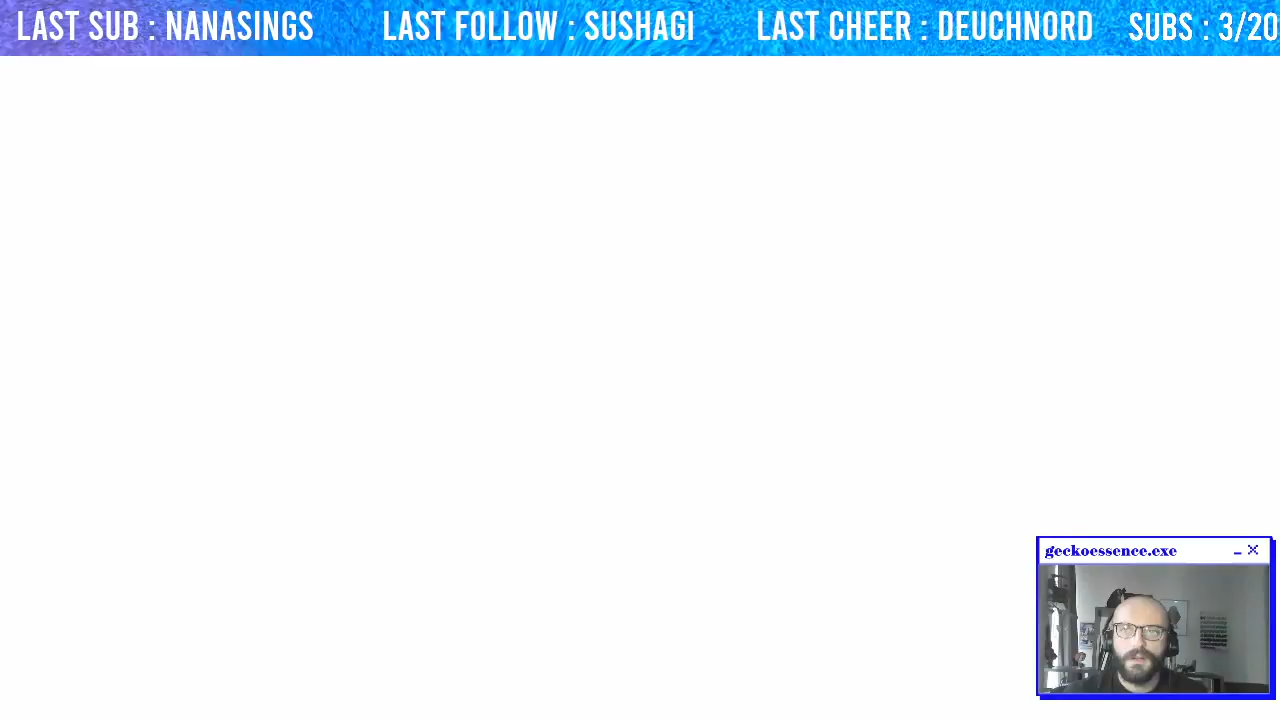 LAST SUB : NANASINGS LAST FOLLOW : SUSHAGI LAST CHEER : DEUCHNORD SUBS : 3/20
geckoessence.exe